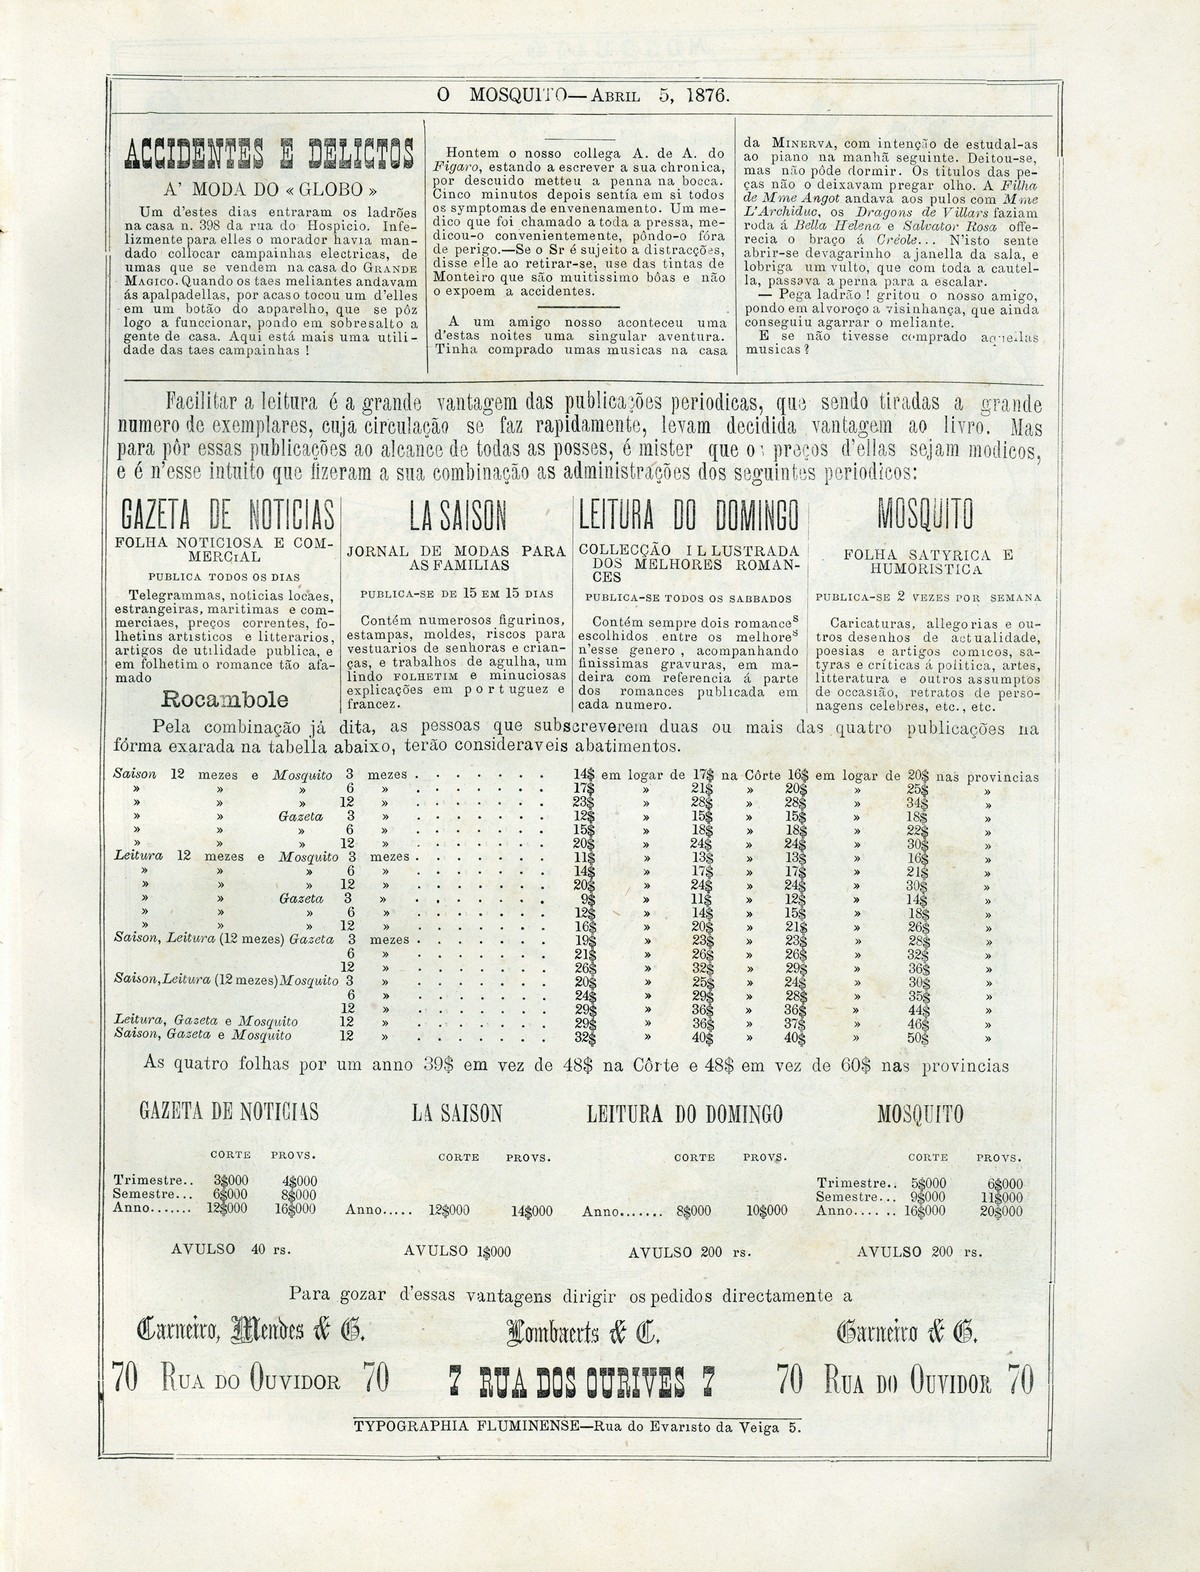 O MOSQUITO—ABRIL 5, 1876.
ACCIDENTES E DELICTOS
A' MODA DO « GLOBO »
Um d'estes dias entraram os ladrões
na casa n. 398 da rua do Hospicio. Infe-
lizmente para elles o morador havia man-
dado collocar campainhas electricas, de
umas que se vendem na casa do GRANDE
MAGICO. Quando os taes meliantes andavam
ás apalpadellas, por acaso tocou um d'elles
em um botão do apparelho, que se pôz
logo a funccionar, pondo em sobresalto a
gente de casa. Aqui está mais uma utili-
dade das taes campainhas !
Hontem o nosso collega A. de A. do
Figaro, estando a escrever a sua chronica,
por descuido metteu a penna na bocca.
Cinco minutos depois sentia em si todos
os symptomas de envenenamento. Um me-
dico que foi chamado a toda a pressa, me-
dicou-o convenientemente, pôndo-o fóra
de perigo.—Se o Sr é sujeito a distracções,
disse elle ao retirar-se, use das tintas de
Monteiro que são muitissimo bôas e não
o expoem a accidentes.
A um amigo nosso aconteceu uma
d'estas noites uma singular aventura.
Tinha comprado umas musicas na casa
da MINERVA, com intenção de estudal-as
ao piano na manhã seguinte. Deitou-se,
mas não pôde dormir. Os titulos das pe-
ças não o deixavam pregar olho. A Filha
de Mme Angot andava aos pulos com Mme
L'Archiduc, os Dragons de Villars faziam
roda á Bella Helena e Salvator Rosa offe-
recia o braço á Créole... N'isto sente
abrir-se devagarinho a janella da sala, e
lobriga um vulto, que com toda a cautel-
la, passava a perna para a escalar.
— Pega ladrão ! gritou o nosso amigo,
pondo em alvoroço a visinhança, que ainda
conseguiu agarrar o meliante.
E se não tivesse comprado aquellas
musicas ?
Facilitar a leitura é a grande vantagem das publicações periodicas, que sendo tiradas a grande
numero de exemplares, cuja circulação se faz rapidamente, levam decidida vantagem ao livro. Mas
para pôr essas publicações ao alcance de todas as posses, é mister que os preços d'ellas sejam modicos,
e é n'esse intuito que fizeram a sua combinação as administrações dos seguintes periodicos:
GAZETA DE NOTICIAS
FOLHA NOTICIOSA E COM-
MERCIAL
PUBLICA TODOS OS DIAS
Telegrammas, noticias locaes,
estrangeiras, maritimas e com-
merciaes, preços correntes, fo-
lhetins artisticos e litterarios,
artigos de utilidade publica, e
em folhetim o romance tão afa-
mado
Rocambole
LA SAISON
JORNAL DE MODAS PARA
AS FAMILIAS
PUBLICA-SE DE 15 EM 15 DIAS
Contém numerosos figurinos,
estampas, moldes, riscos para
vestuarios de senhoras e crian-
ças, e trabalhos de agulha, um
lindo FOLHETIM e minuciosas
explicações em portuguez e
francez.
LEITURA DO DOMINGO
COLLECÇÃO ILLUSTRADA
DOS MELHORES ROMAN-
CES
PUBLICA-SE TODOS OS SABBADOS
Contém sempre dois romances
escolhidos entre os melhores
n'esse genero , acompanhando
finissimas gravuras, em ma-
deira com referencia á parte
dos romances publicada em
cada numero.
MOSQUITO
FOLHA SATYRICA E
HUMORISTICA
PUBLICA-SE 2 VEZES POR SEMANA
Caricaturas, allegorias e ou-
tros desenhos de actualidade,
poesias e artigos comicos, sa-
tyras e criticas á politica, artes,
litteratura e outros assumptos
de occasião, retratos de perso-
nagens celebres, etc., etc.
Pela combinação já dita, as pessoas que subscreverem duas ou mais das quatro publicações na
fórma exarada na tabella abaixo, terão consideraveis abatimentos.
Saison 12 mezes e Mosquito 3 mezes . . . . . . . 14$ em logar de 17$ na Côrte 16$ em logar de 20$ nas provincias
» » » 6 » . . . . . . . 17$ » 21$ » 20$ » 25$ »
» » » 12 » . . . . . . . 23$ » 28$ » 28$ » 34$ »
» » Gazeta 3 » . . . . . . . 12$ » 15$ » 15$ » 18$ »
» » » 6 » . . . . . . . 15$ » 18$ » 18$ » 22$ »
» » » 12 » . . . . . . . 20$ » 24$ » 24$ » 30$ »
Leitura 12 mezes e Mosquito 3 mezes . . . . . . . 11$ » 13$ » 13$ » 16$ »
» » » 6 » . . . . . . . 14$ » 17$ » 17$ » 21$ »
» » » 12 » . . . . . . . 20$ » 24$ » 24$ » 30$ »
» » Gazeta 3 » . . . . . . . 9$ » 11$ » 12$ » 14$ »
» » » 6 » . . . . . . . 12$ » 14$ » 15$ » 18$ »
» » » 12 » . . . . . . . 16$ » 20$ » 21$ » 26$ »
Saison, Leitura (12 mezes) Gazeta 3 mezes . . . . . . . 19$ » 23$ » 23$ » 28$ »
6 » . . . . . . . 21$ » 26$ » 26$ » 32$ »
12 » . . . . . . . 26$ » 32$ » 29$ » 36$ »
Saison, Leitura (12 mezes) Mosquito 3 » . . . . . . . 20$ » 25$ » 24$ » 30$ »
6 » . . . . . . . 24$ » 29$ » 28$ » 35$ »
12 » . . . . . . . 29$ » 36$ » 36$ » 44$ »
Leitura, Gazeta e Mosquito 12 » . . . . . . . 29$ » 36$ » 37$ » 46$ »
Saison, Gazeta e Mosquito 12 » . . . . . . . 32$ » 40$ » 40$ » 50$ »
As quatro folhas por um anno 39$ em vez de 48$ na Côrte e 48$ em vez de 60$ nas provincias
GAZETA DE NOTICIAS
CORTE PROVS.
Trimestre.. 3$000 4$000
Semestre... 6$000 8$000
Anno....... 12$000 16$000
AVULSO 40 rs.
LA SAISON
CORTE PROVS.
Anno..... 12$000 14$000
AVULSO 1$000
LEITURA DO DOMINGO
CORTE PROVS.
Anno....... 8$000 10$000
AVULSO 200 rs.
MOSQUITO
CORTE PROVS.
Trimestre.. 5$000 6$000
Semestre... 9$000 11$000
Anno.... .. 16$000 20$000
AVULSO 200 rs.
Para gozar d'essas vantagens dirigir os pedidos directamente a
Carneiro, Mendes & C.
70 RUA DO OUVIDOR 70
Lombaerts & C.
7 RUA DOS OURIVES 7
Carneiro & C.
70 RUA DO OUVIDOR 70
TYPOGRAPHIA FLUMINENSE—Rua do Evaristo da Veiga 5.